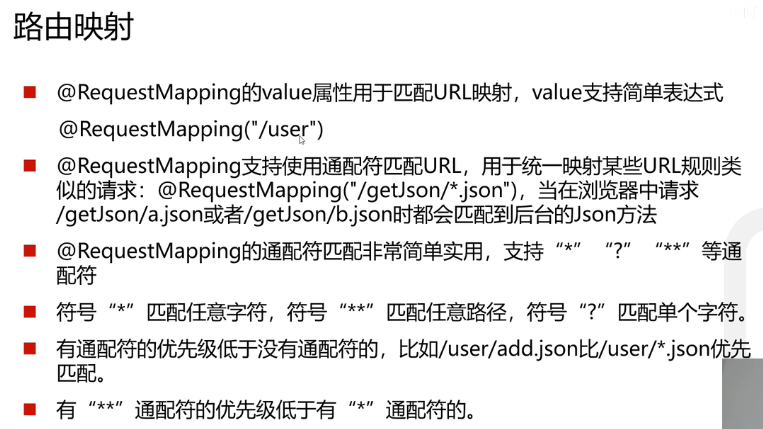 路由映射
@RequestMapping的value属性用于匹配URL映射，value支持简单表达式
@RequestMapping("/user")
@RequestMapping支持使用通配符匹配URL，用于统一映射某些URL规则类
似的请求：@RequestMapping("/getJson/*.json")，当在浏览器中请求
/getJson/a.json或者/getJson/b.json时都会匹配到后台的Json方法
@RequestMapping的通配符匹配非常简单实用，支持“*”“?”“**”等通
配符
符号“*”匹配任意字符，符号“**”匹配任意路径，符号“?”匹配单个字符。
有通配符的优先级低于没有通配符的，比如/user/add.json比/user/*.json优先
匹配。
有“**”通配符的优先级低于有“*”通配符的。